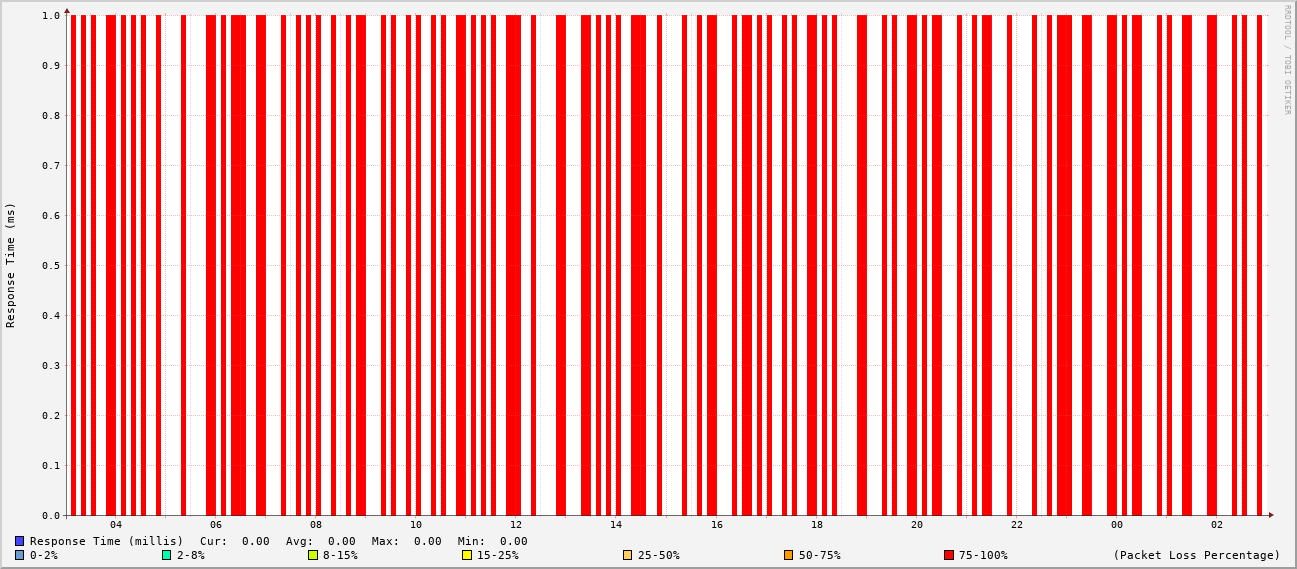 RRDTOOL / TOBI OETIKER
Response Time (ms)
1.0
0.9
0.8
0.7
0.6
0.5
0.4
0.3
0.2
0.1
0.0
04 06 08 10 12 14 16 18 20 22 00 02
Response Time (millis) Cur: 0.00 Avg: 0.00 Max: 0.00 Min: 0.00
0-2% 2-8% 8-15% 15-25% 25-50% 50-75% 75-100% (Packet Loss Percentage)